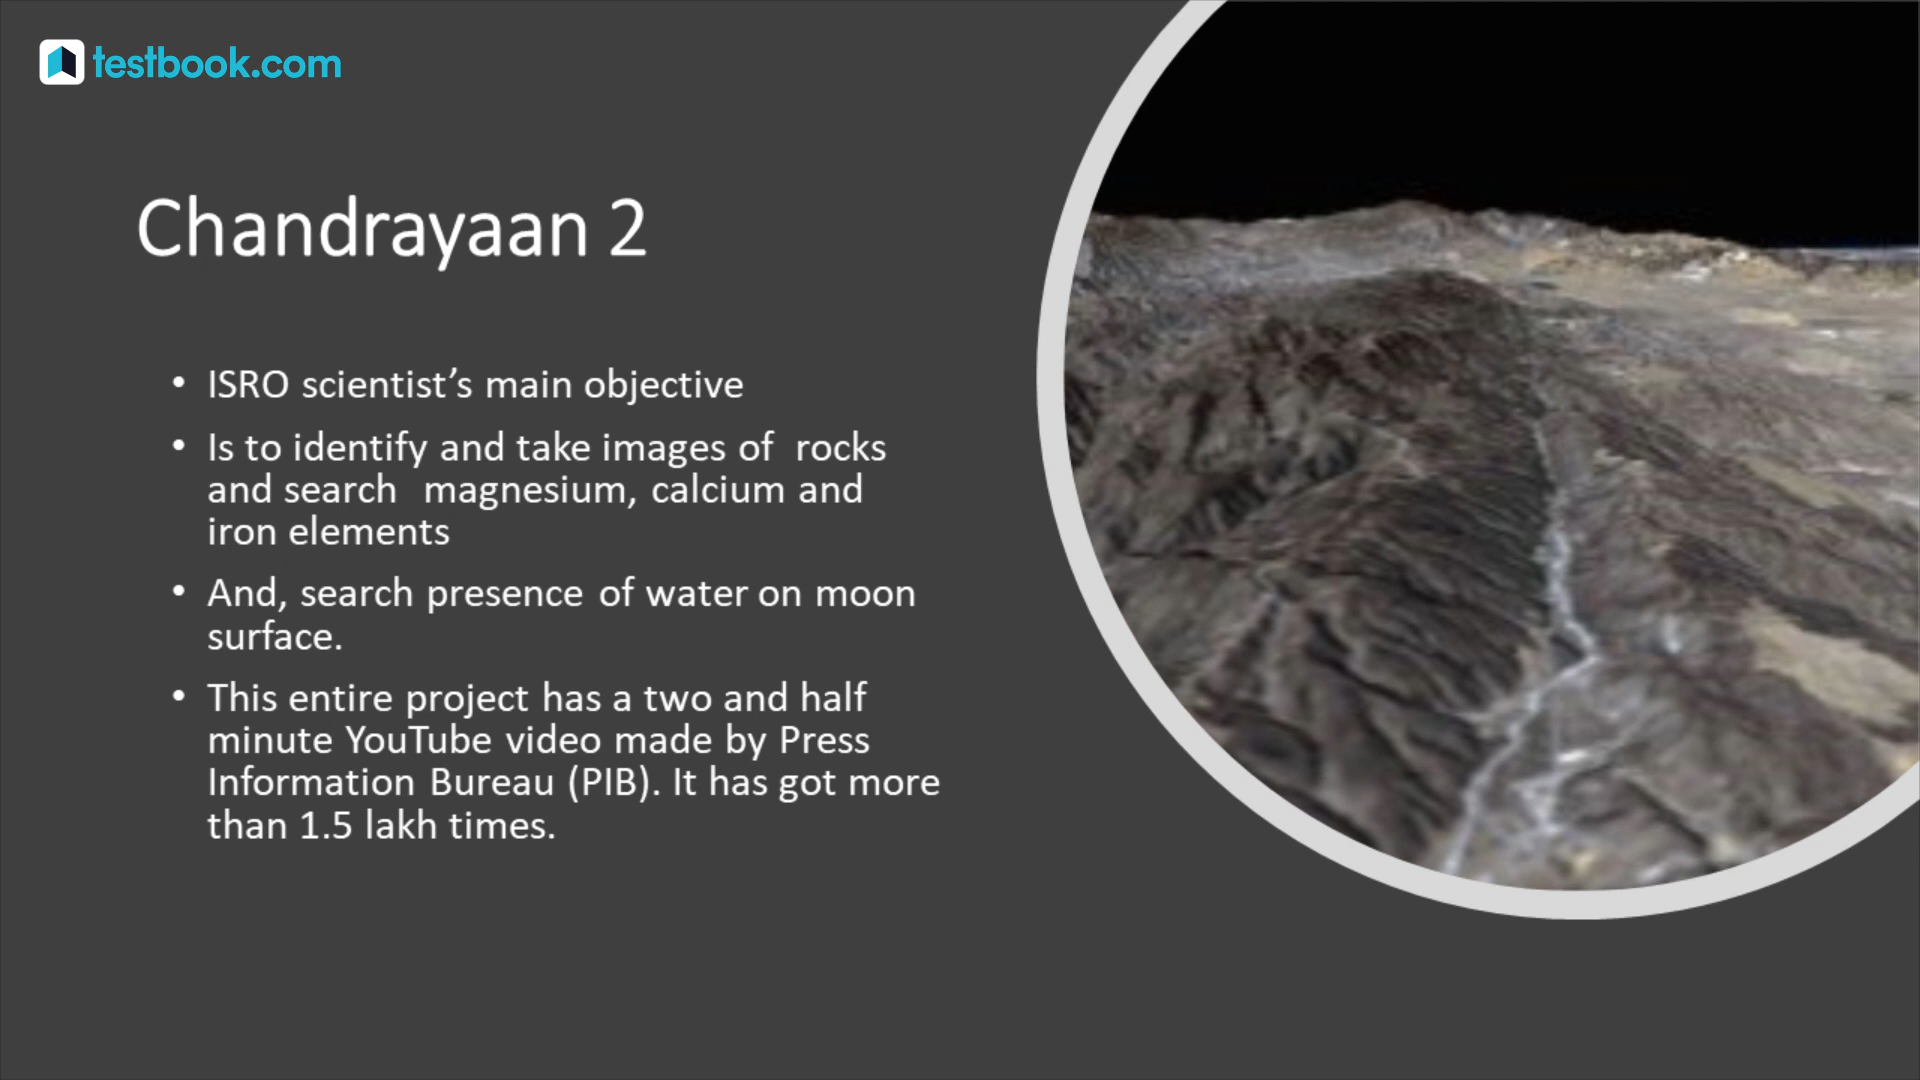 testbook.com
Chandrayaan 2
• ISRO scientist’s main objective
• Is to identify and take images of rocks
and search magnesium, calcium and
iron elements
• And, search presence of water on moon
surface.
• This entire project has a two and half
minute YouTube video made by Press
Information Bureau (PIB). It has got more
than 1.5 lakh times.